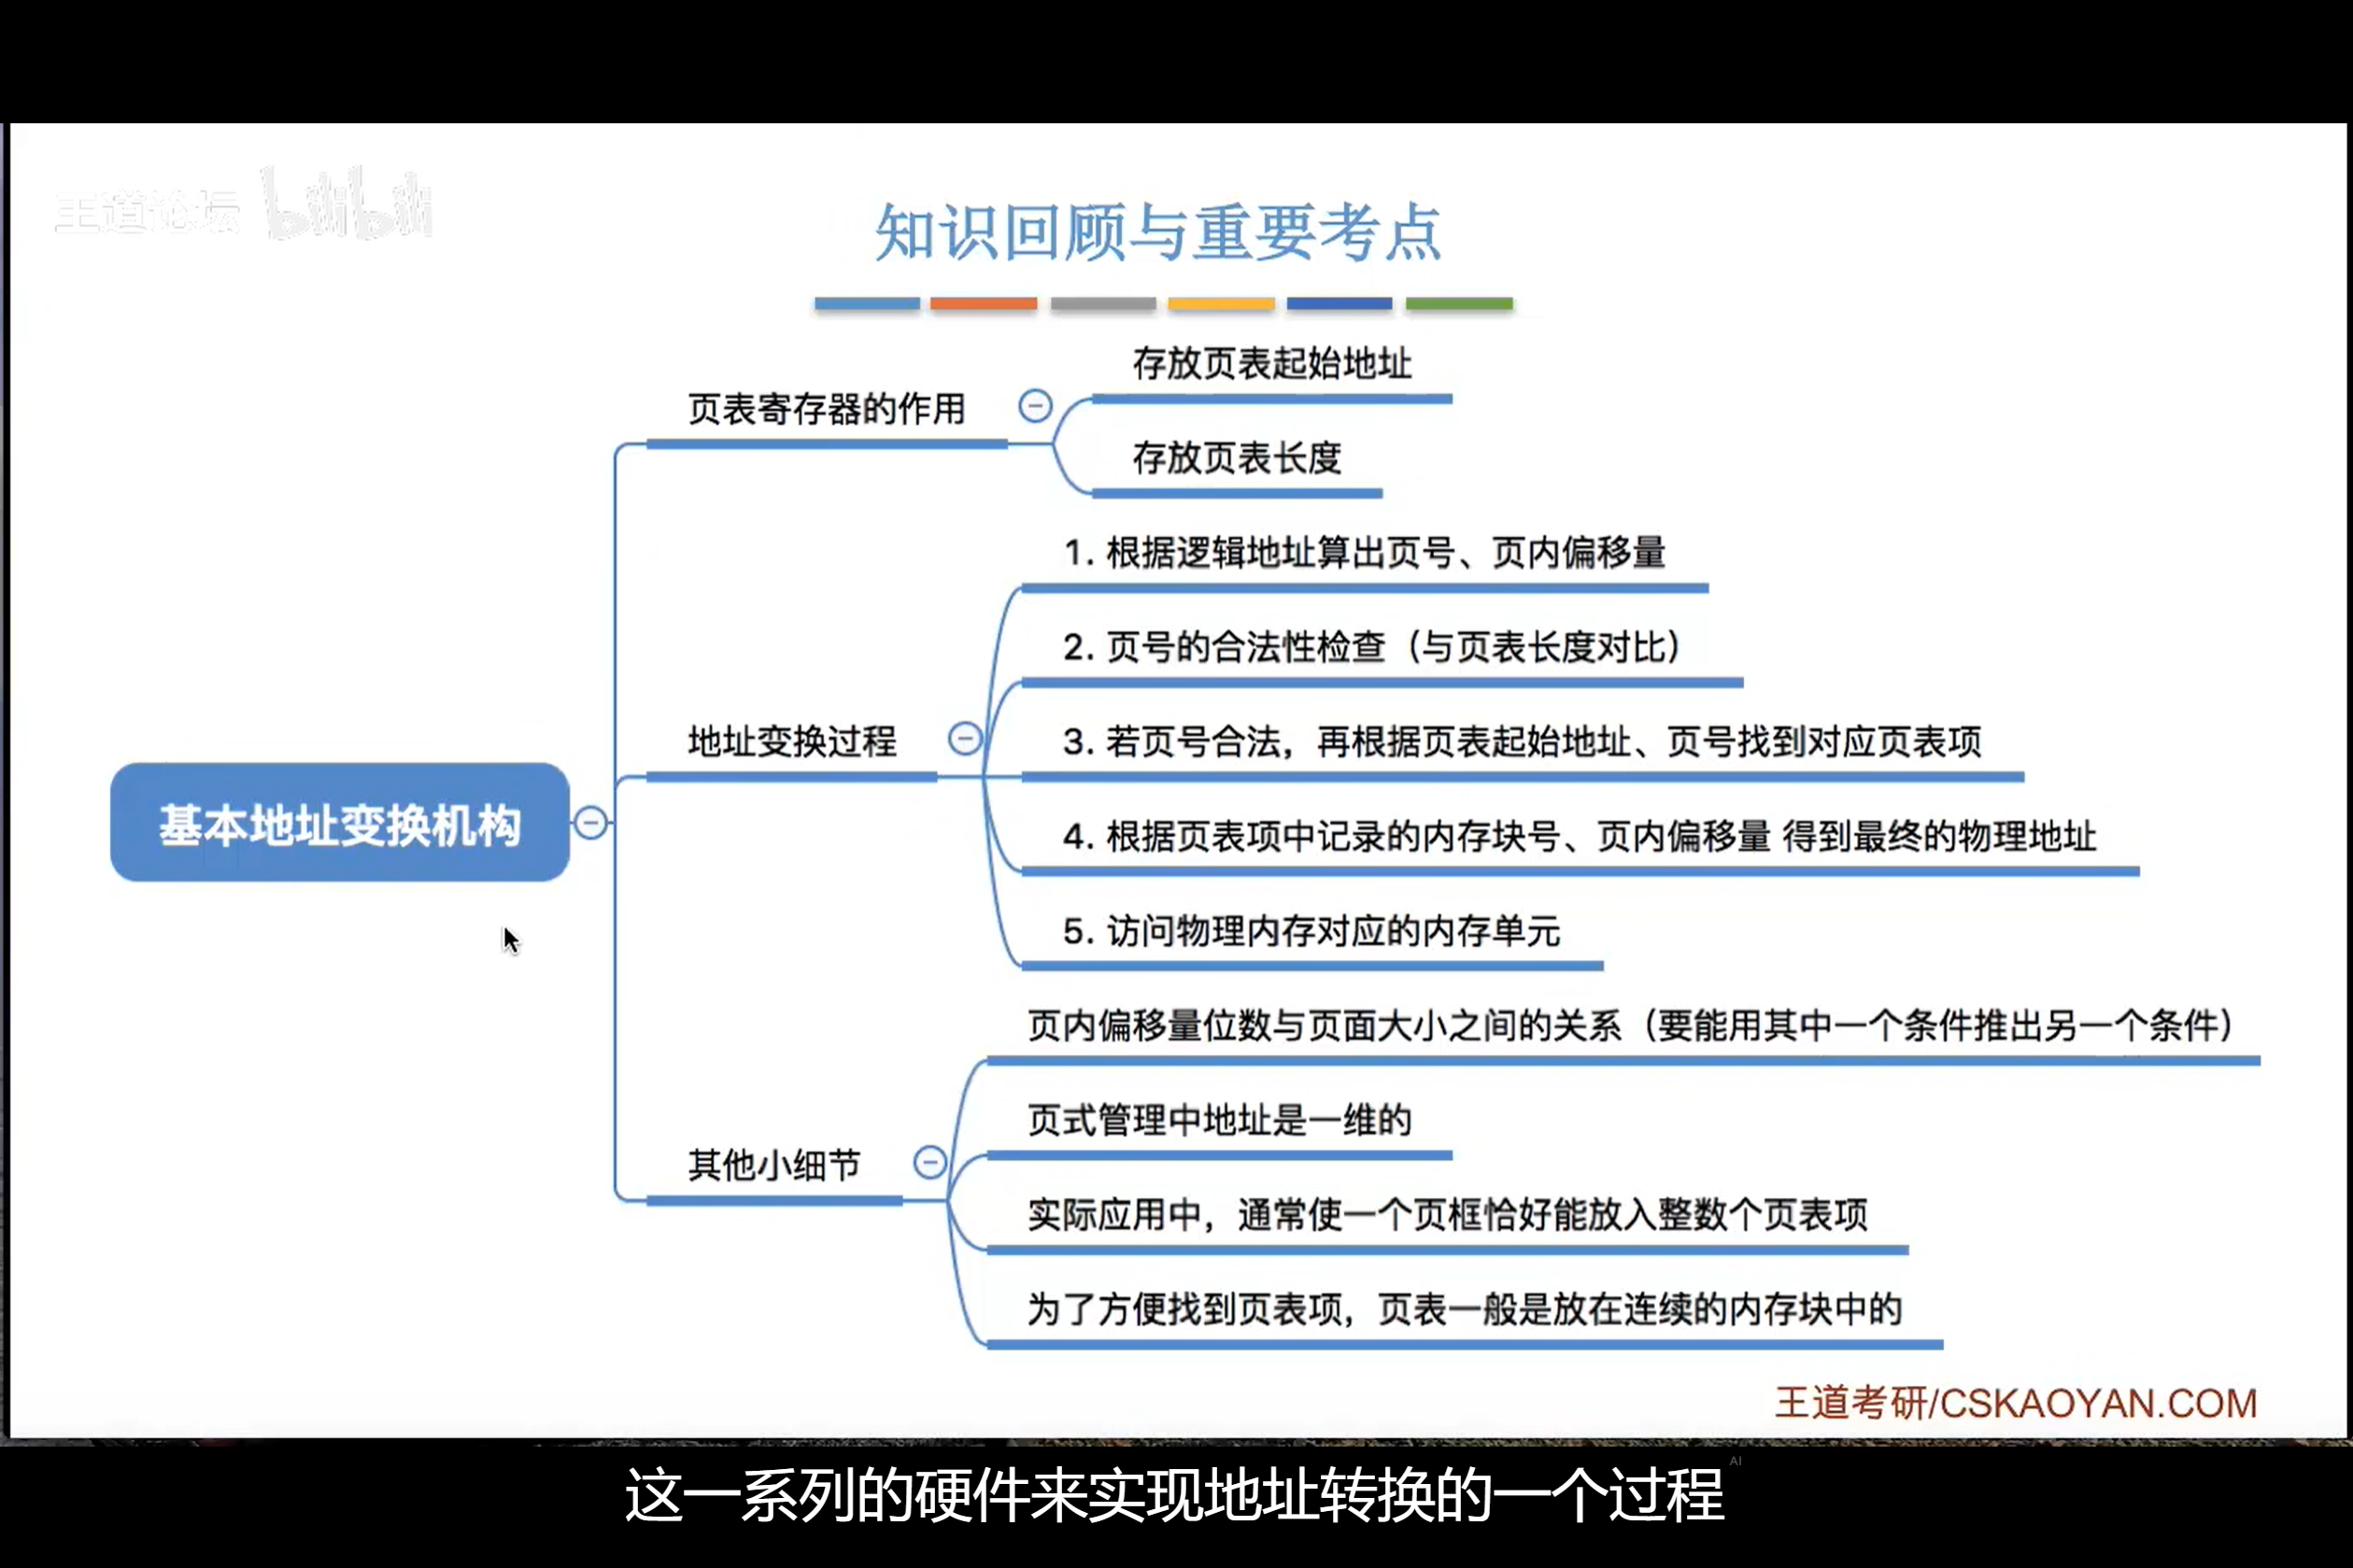 王道论坛 bilibili
知识回顾与重要考点
存放页表起始地址
页表寄存器的作用
存放页表长度
1. 根据逻辑地址算出页号、页内偏移量
2. 页号的合法性检查（与页表长度对比）
地址变换过程
3. 若页号合法，再根据页表起始地址、页号找到对应页表项
基本地址变换机构
4. 根据页表项中记录的内存块号、页内偏移量 得到最终的物理地址
5. 访问物理内存对应的内存单元
页内偏移量位数与页面大小之间的关系（要能用其中一个条件推出另一个条件）
页式管理中地址是一维的
其他小细节
实际应用中，通常使一个页框恰好能放入整数个页表项
为了方便找到页表项，页表一般是放在连续的内存块中的
王道考研/CSKAOYAN.COM
AI
这一系列的硬件来实现地址转换的一个过程